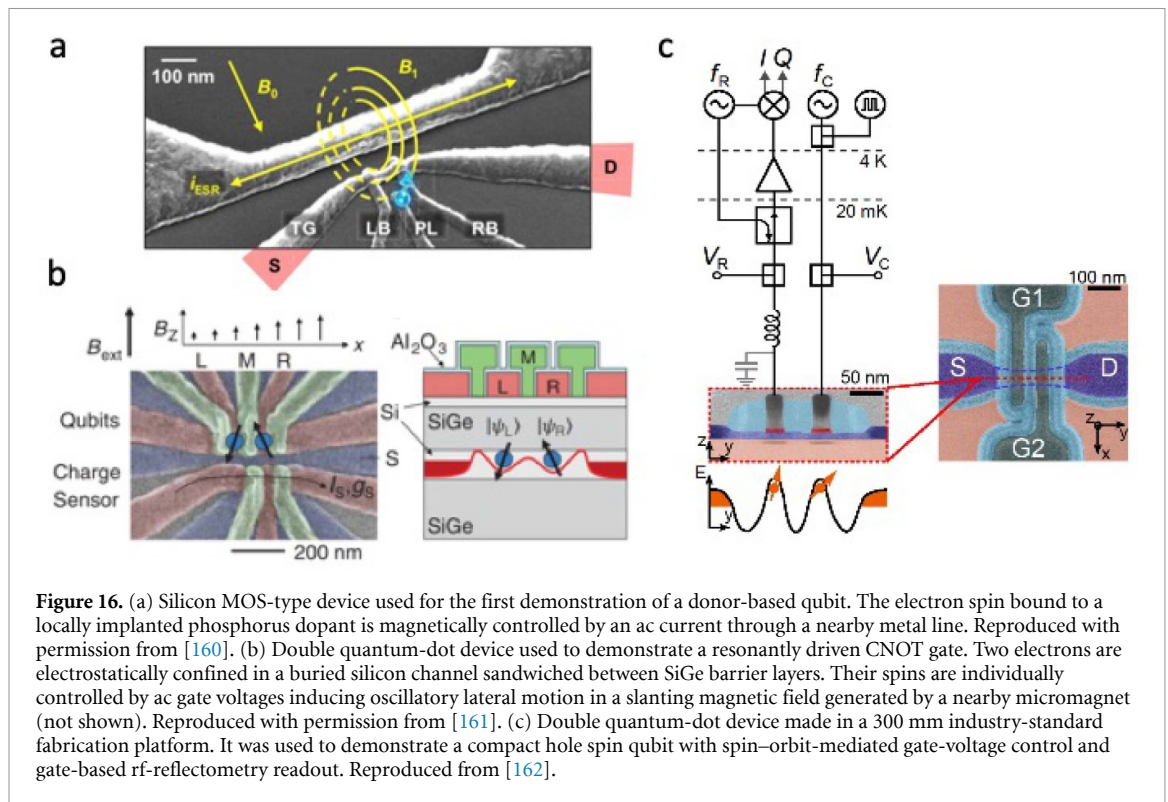 a
100 nm
B0
B1
iESR
D
TG
LB
PL
RB
S
b
Bext
BZ
x
L M R
Qubits
Charge
Sensor
S
IS,gS
200 nm
Al2O3
M
L
R
Si
SiGe
|ψL⟩
|ψR⟩
SiGe
c
I Q
fR
fC
4 K
20 mK
VR
VC
50 nm
z
y
E
y
100 nm
G1
S
D
G2
z
y
x
Figure 16. (a) Silicon MOS-type device used for the first demonstration of a donor-based qubit. The electron spin bound to a
locally implanted phosphorus dopant is magnetically controlled by an ac current through a nearby metal line. Reproduced with
permission from [160]. (b) Double quantum-dot device used to demonstrate a resonantly driven CNOT gate. Two electrons are
electrostatically confined in a buried silicon channel sandwiched between SiGe barrier layers. Their spins are individually
controlled by ac gate voltages inducing oscillatory lateral motion in a slanting magnetic field generated by a nearby micromagnet
(not shown). Reproduced with permission from [161]. (c) Double quantum-dot device made in a 300 mm industry-standard
fabrication platform. It was used to demonstrate a compact hole spin qubit with spin–orbit-mediated gate-voltage control and
gate-based rf-reflectometry readout. Reproduced from [162].